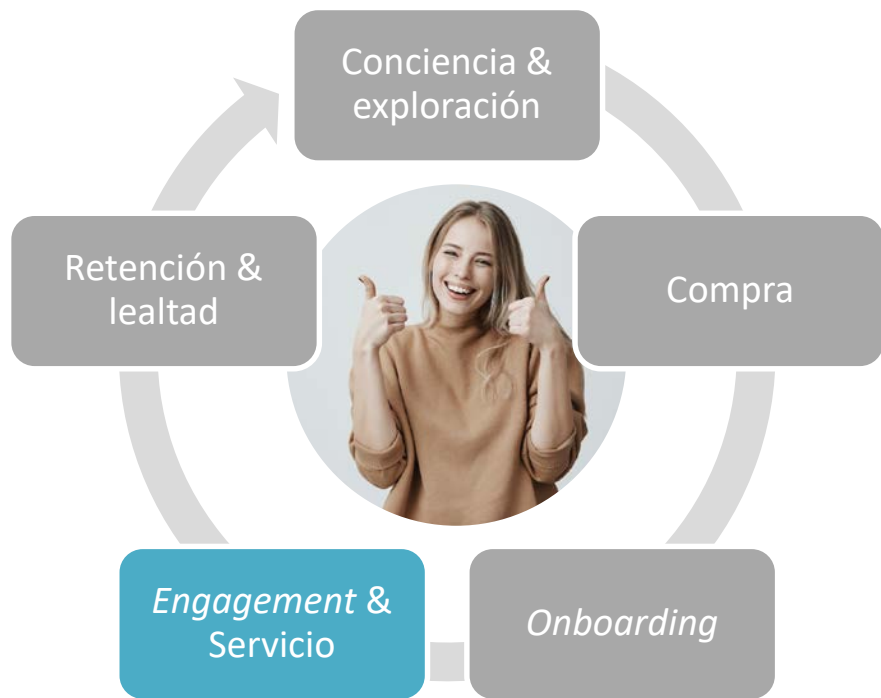 Conciencia &
exploración
Compra
Onboarding
Engagement &
Servicio
Retención &
lealtad